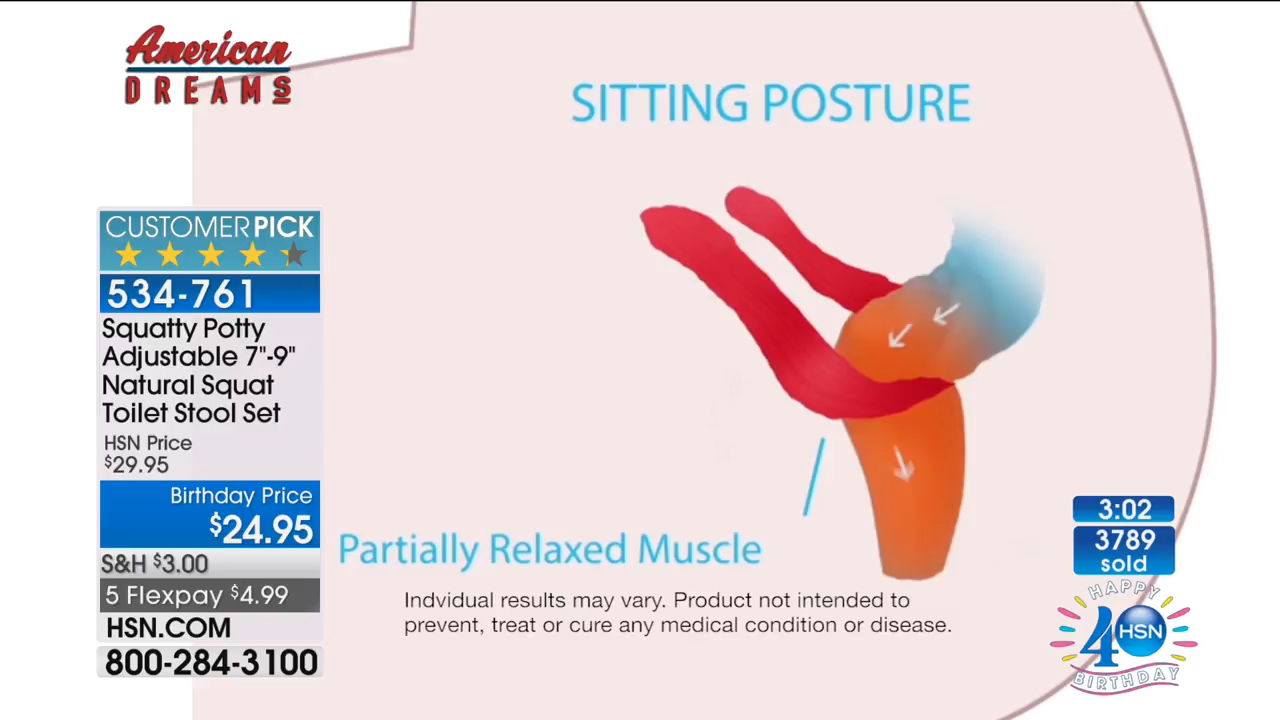 American
DREAMS
SITTING POSTURE
CUSTOMERPICK
534-761
Squatty Potty
Adjustable 7"-9"
Natural Squat
Toilet Stool Set
HSN Price
$29.95
Birthday Price
$24.95
S&H $3.00
5 Flexpay $4.99
HSN.COM
800-284-3100
Partially Relaxed Muscle
Indvidual results may vary. Product not intended to
prevent, treat or cure any medical condition or disease.
3:02
3789
sold
HAPPY
40 HSN
BIRTHDAY